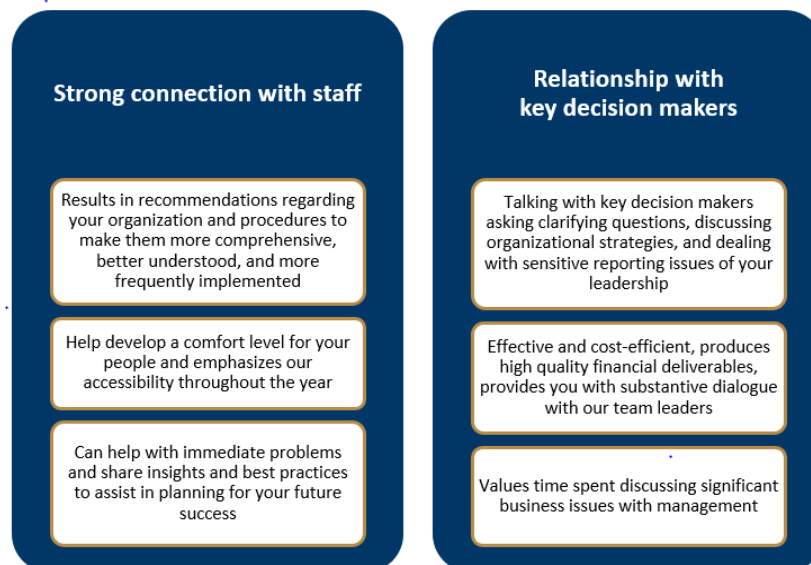 Strong connection with staff
Results in recommendations regarding
your organization and procedures to
make them more comprehensive,
better understood, and more
frequently implemented
Help develop a comfort level for your
people and emphasizes our
accessibility throughout the year
Can help with immediate problems
and share insights and best practices
to assist in planning for your future
success
Relationship with
key decision makers
Talking with key decision makers
asking clarifying questions, discussing
organizational strategies, and dealing
with sensitive reporting issues of your
leadership
Effective and cost-efficient, produces
high quality financial deliverables,
provides you with substantive dialogue
with our team leaders
Values time spent discussing significant
business issues with management